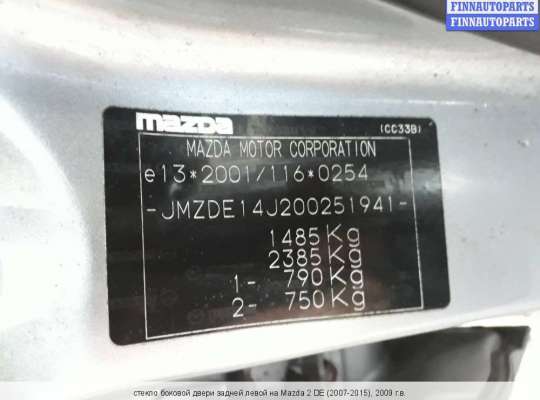 FINNAUTOPARTS
FINNAUTOPARTS
FINNAUTOPARTS
mazda (CC33B)
MAZDA MOTOR CORPORATION
e13*2001/116*0254
-JMZDE14J200251941-
1485 Kg
2385 Kg
1- 790 Kg
2- 750 Kg
стекло боковой двери задней левой на Mazda 2 DE (2007-2015), 2009 г.в.